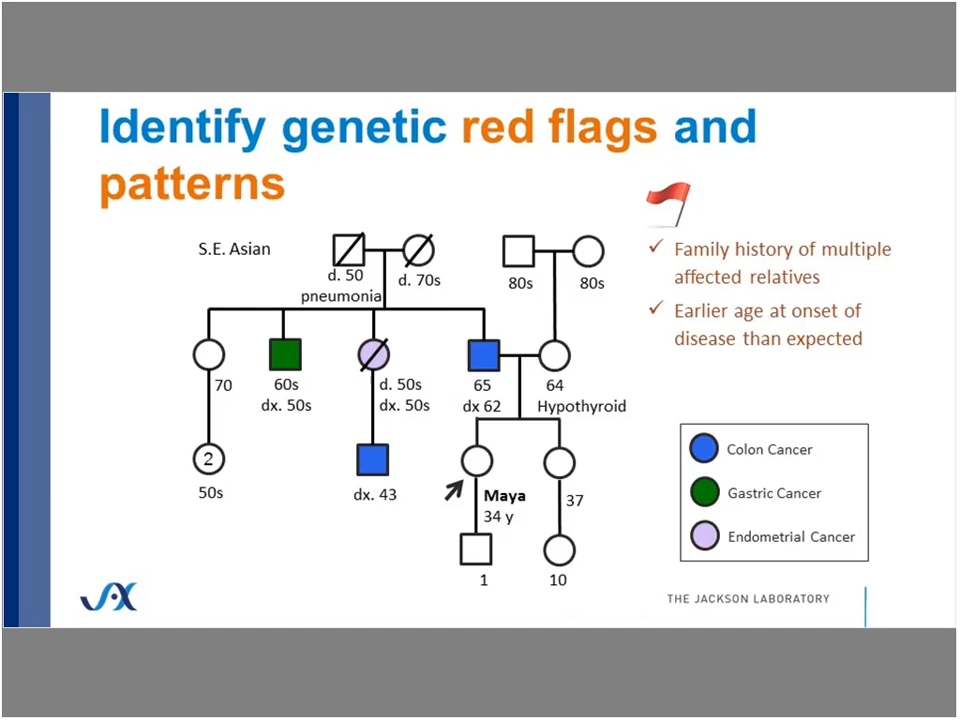 Identify genetic red flags and
patterns
S.E. Asian
d. 50
pneumonia
d. 70s
80s
80s
Family history of multiple
affected relatives
Earlier age at onset of
disease than expected
70
60s
dx. 50s
d. 50s
dx. 50s
65
dx 62
64
Hypothyroid
2
50s
dx. 43
Maya
34 y
37
1
10
Colon Cancer
Gastric Cancer
Endometrial Cancer
JAX
THE JACKSON LABORATORY